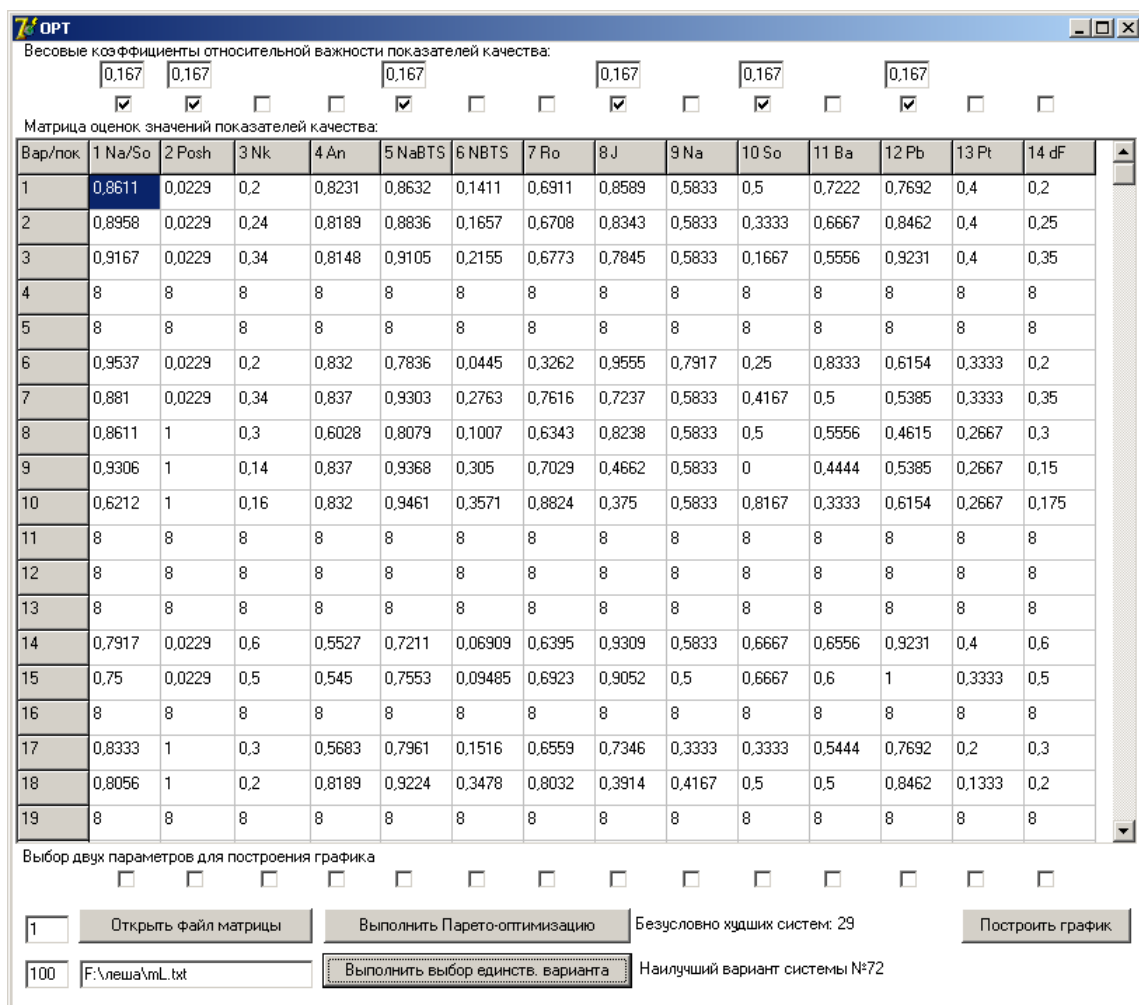 OPT
Весовые коэффициенты относительной важности показателей качества:
0,167 0,167 0,167 0,167 0,167 0,167
Матрица оценок значений показателей качества:
Вар/пок 1 Na/So 2 Posh 3 Nk 4 An 5 NaBTS 6 NBTS 7 Ro 8 J 9 Na 10 So 11 Ba 12 Pb 13 Pt 14 dF
1 0,8611 0,0229 0,2 0,8231 0,8632 0,1411 0,6911 0,8589 0,5833 0,5 0,7222 0,7692 0,4 0,2
2 0,8958 0,0229 0,24 0,8189 0,8836 0,1657 0,6708 0,8343 0,5833 0,3333 0,6667 0,8462 0,4 0,25
3 0,9167 0,0229 0,34 0,8148 0,9105 0,2155 0,6773 0,7845 0,5833 0,1667 0,5556 0,9231 0,4 0,35
4 8 8 8 8 8 8 8 8 8 8 8 8 8 8
5 8 8 8 8 8 8 8 8 8 8 8 8 8 8
6 0,9537 0,0229 0,2 0,832 0,7836 0,0445 0,3262 0,9555 0,7917 0,25 0,8333 0,6154 0,3333 0,2
7 0,881 0,0229 0,34 0,837 0,9303 0,2763 0,7616 0,7237 0,5833 0,4167 0,5 0,5385 0,3333 0,35
8 0,8611 1 0,3 0,6028 0,8079 0,1007 0,6343 0,8238 0,5833 0,5 0,5556 0,4615 0,2667 0,3
9 0,9306 1 0,14 0,837 0,9368 0,305 0,7029 0,4662 0,5833 0 0,4444 0,5385 0,2667 0,15
10 0,6212 1 0,16 0,832 0,9461 0,3571 0,8824 0,375 0,5833 0,8167 0,3333 0,6154 0,2667 0,175
11 8 8 8 8 8 8 8 8 8 8 8 8 8 8
12 8 8 8 8 8 8 8 8 8 8 8 8 8 8
13 8 8 8 8 8 8 8 8 8 8 8 8 8 8
14 0,7917 0,0229 0,6 0,5527 0,7211 0,06909 0,6395 0,9309 0,5833 0,6667 0,6556 0,9231 0,4 0,6
15 0,75 0,0229 0,5 0,545 0,7553 0,09485 0,6923 0,9052 0,5 0,6667 0,6 1 0,3333 0,5
16 8 8 8 8 8 8 8 8 8 8 8 8 8 8
17 0,8333 1 0,3 0,5683 0,7961 0,1516 0,6559 0,7346 0,3333 0,3333 0,5444 0,7692 0,2 0,3
18 0,8056 1 0,2 0,8189 0,9224 0,3478 0,8032 0,3914 0,4167 0,5 0,5 0,8462 0,1333 0,2
19 8 8 8 8 8 8 8 8 8 8 8 8 8 8
Выбор двух параметров для построения графика
1 Открыть файл матрицы Выполнить Парето-оптимизацию Безусловно худших систем: 29 Построить график
100 F:\леша\mL.txt Выполнить выбор единств. варианта Наилучший вариант системы №72